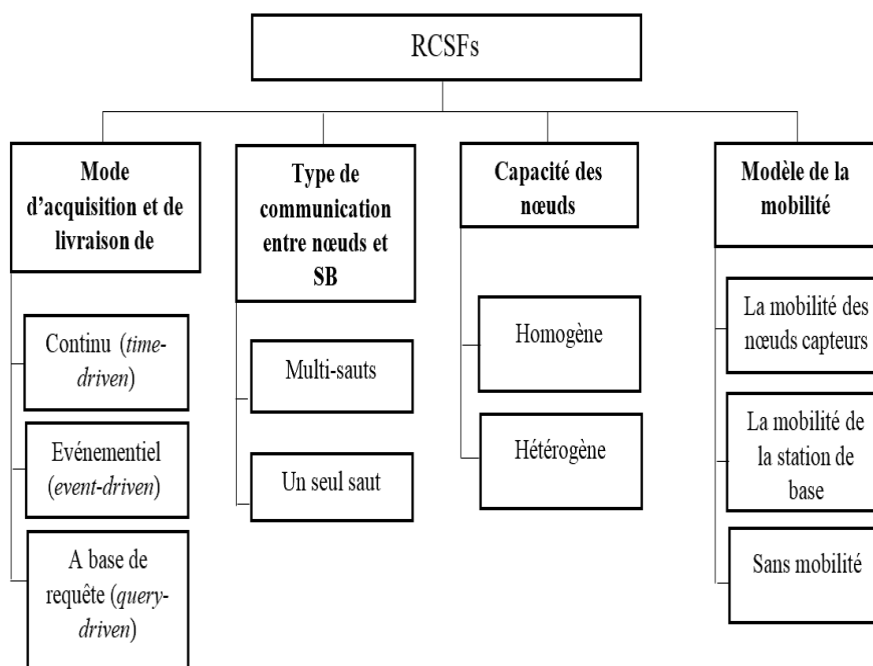 RCSFs
Mode
d'acquisition et de
livraison de
Continu (time-
driven)
Evénementiel
(event-driven)
A base de
requête (query-
driven)
Type de
communication
entre nœuds et
SB
Multi-sauts
Un seul saut
Capacité des
nœuds
Homogène
Hétérogène
Modèle de la
mobilité
La mobilité des
nœuds capteurs
La mobilité de
la station de
base
Sans mobilité